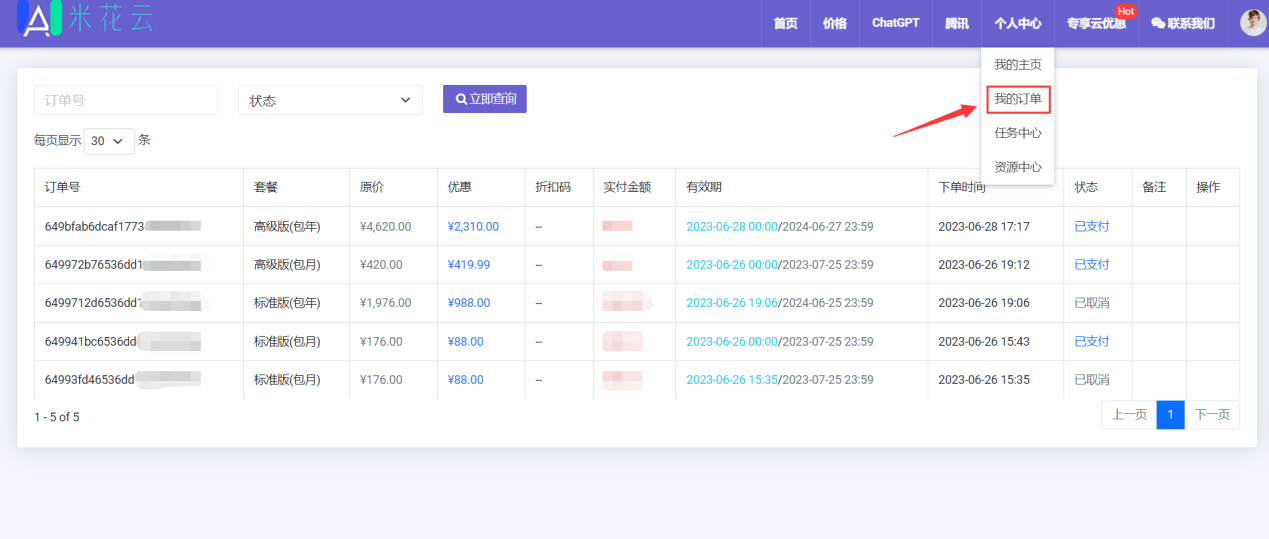 AI米花云
首页 价格 ChatGPT 腾讯 个人中心 专享云优惠 Hot 联系我们
我的主页
我的订单
任务中心
资源中心
订单号 状态 立即查询
每页显示 30 条
订单号 套餐 原价 优惠 折扣码 实付金额 有效期 下单时间 状态 备注 操作
649bfab6dcaf1773 高级版(包年) ¥4,620.00 ¥2,310.00 -- 2023-06-28 00:00/2024-06-27 23:59 2023-06-28 17:17 已支付
649972b76536dd1 高级版(包月) ¥420.00 ¥419.99 -- 2023-06-26 00:00/2023-07-25 23:59 2023-06-26 19:12 已支付
6499712d6536dd1 标准版(包年) ¥1,976.00 ¥988.00 -- 2023-06-26 19:06/2024-06-25 23:59 2023-06-26 19:06 已取消
649941bc6536dd 标准版(包月) ¥176.00 ¥88.00 -- 2023-06-26 00:00/2023-07-25 23:59 2023-06-26 15:43 已支付
64993fd46536dd 标准版(包月) ¥176.00 ¥88.00 -- 2023-06-26 15:35/2023-07-25 23:59 2023-06-26 15:35 已取消
1 - 5 of 5
上一页 1 下一页